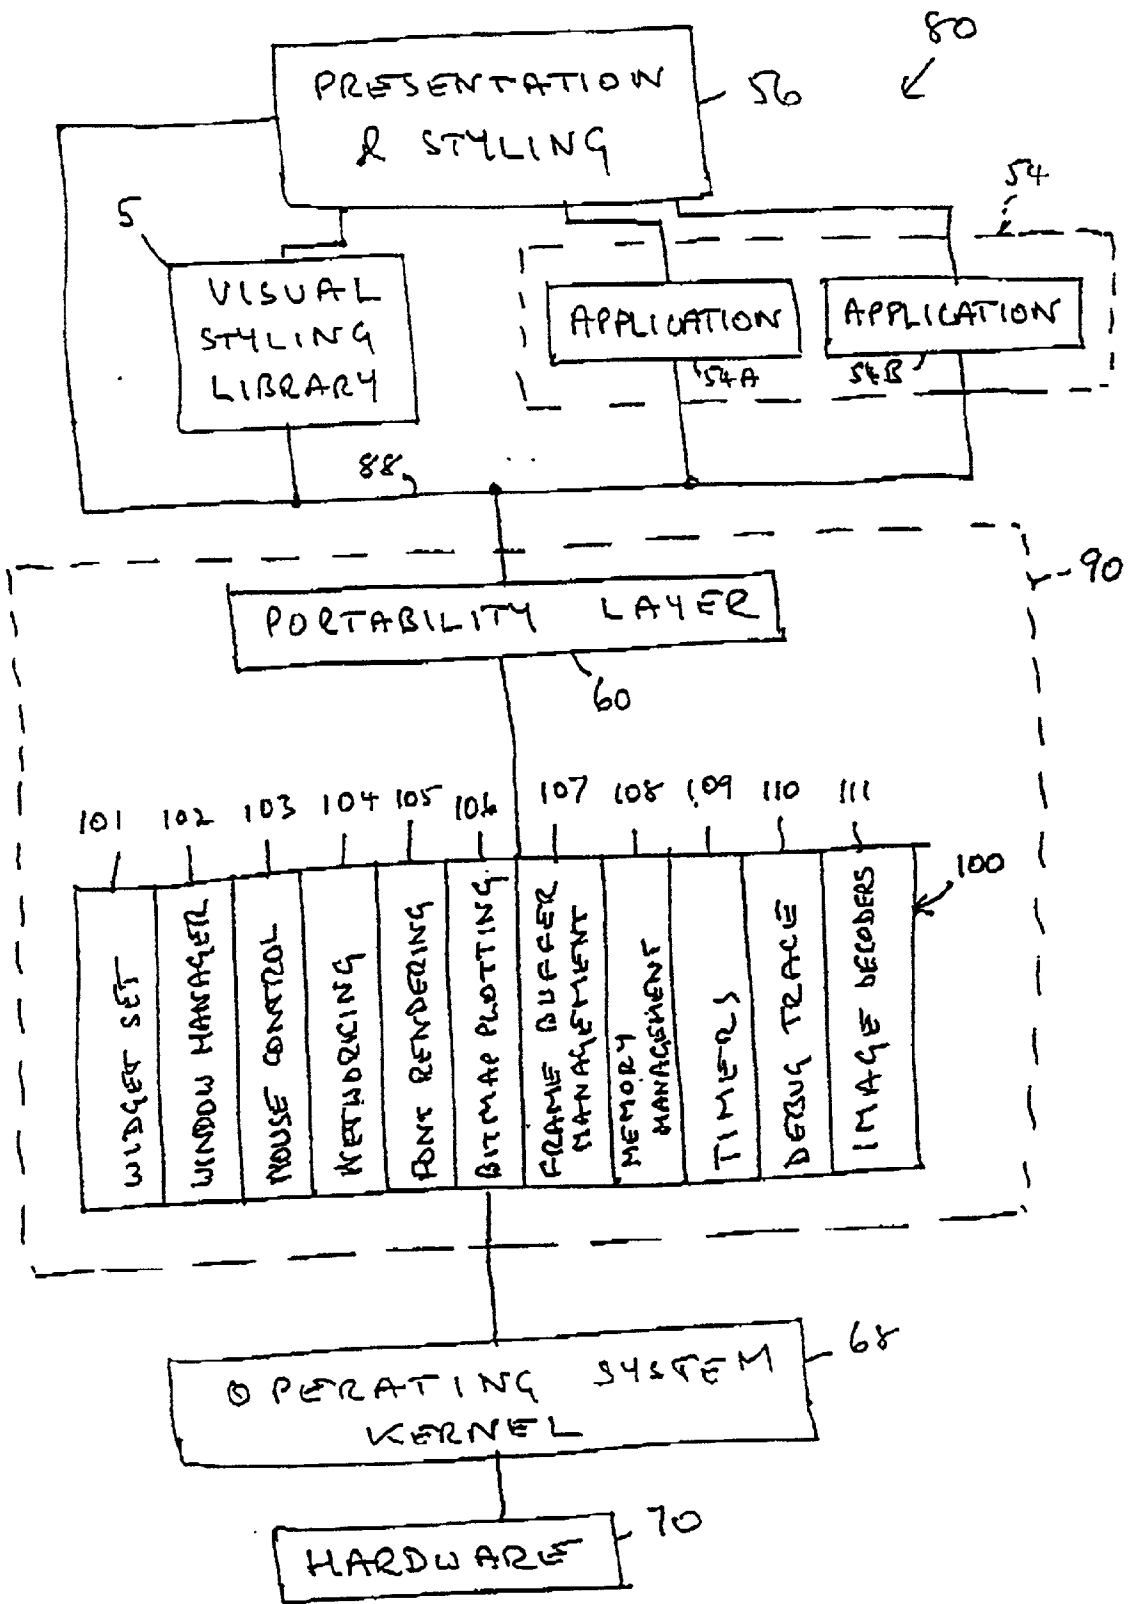 80
PRESENTATION
& STYLING
56
54
5
VISUAL
STYLING
LIBRARY
APPLICATION
APPLICATION
54A
54B
88
90
PORTABILITY LAYER
60
101
102
103
104
105
106
107
108
109
110
111
100
WIDGET SET
WINDOW MANAGER
MOUSE CONTROL
NETWORKING
FONT RENDERING
BITMAP PLOTTING
FRAME BUFFER
MANAGEMENT
MEMORY
MANAGEMENT
TIMERS
DEBUG TRACE
IMAGE DECODERS
OPERATING SYSTEM
KERNEL
68
HARDWARE
70